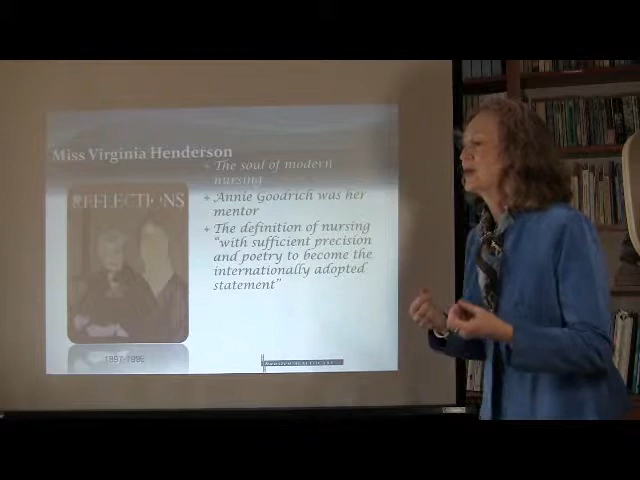 Miss Virginia Henderson
The soul of modern
nursing
Annie Goodrich was her
mentor
The definition of nursing
"with sufficient precision
and poetry to become the
internationally adopted
statement"
REFLECTIONS
1897-1996